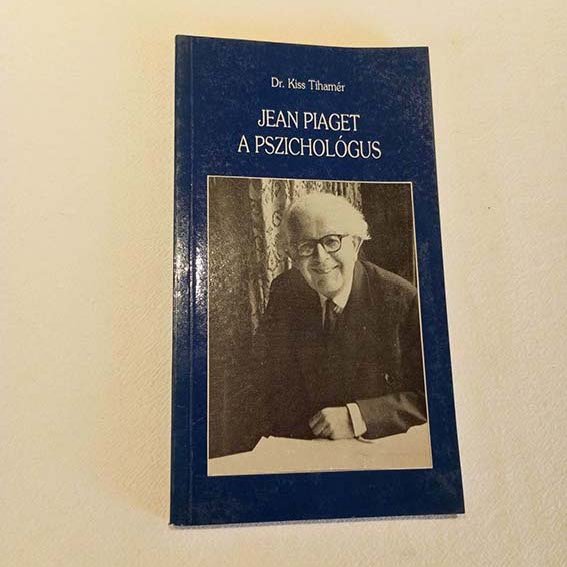 Dr. Kiss Tihamér
JEAN PIAGET
A PSZICHOLÓGUS